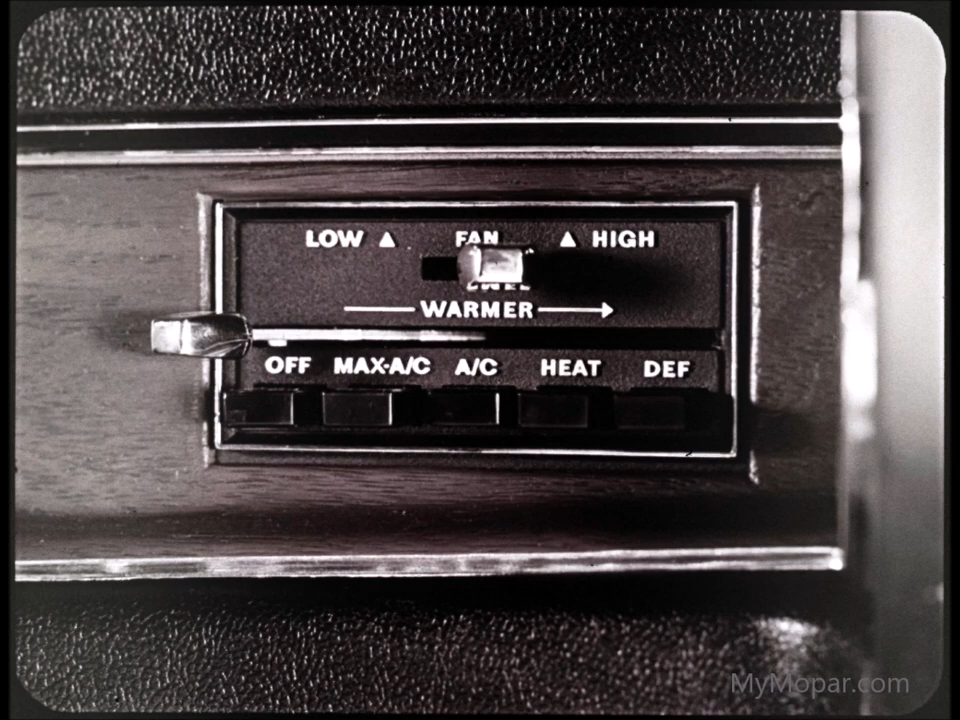 LOW ▲ FAN ▲ HIGH
WARMER
OFF MAX-A/C A/C HEAT DEF
MyMopar.com